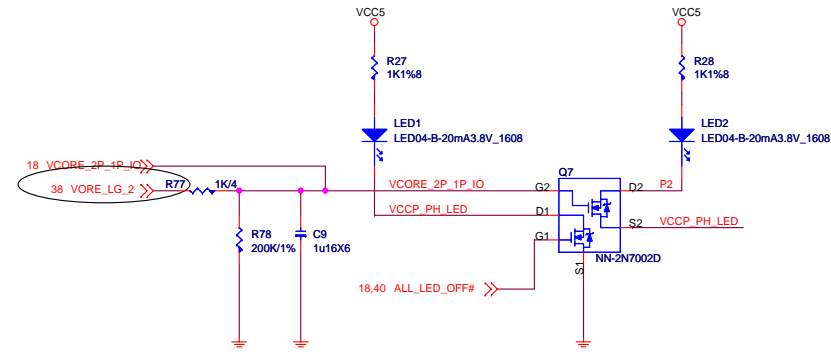 VCC5
VCC5
R27
1K1%8
R28
1K1%8
LED1
LED04-B-20mA3.8V_1608
LED2
LED04-B-20mA3.8V_1608
18 VCORE_2P_1P_IO
R77
1K/4
38 VORE_LG_2
Q7
VCORE_2P_1P_IO
G2
D2
P2
VCCP_PH_LED
D1
S2
VCCP_PH_LED
R78
200K/1%
C9
1u16X6
G1
S1
NN-2N7002D
18,40 ALL_LED_OFF#